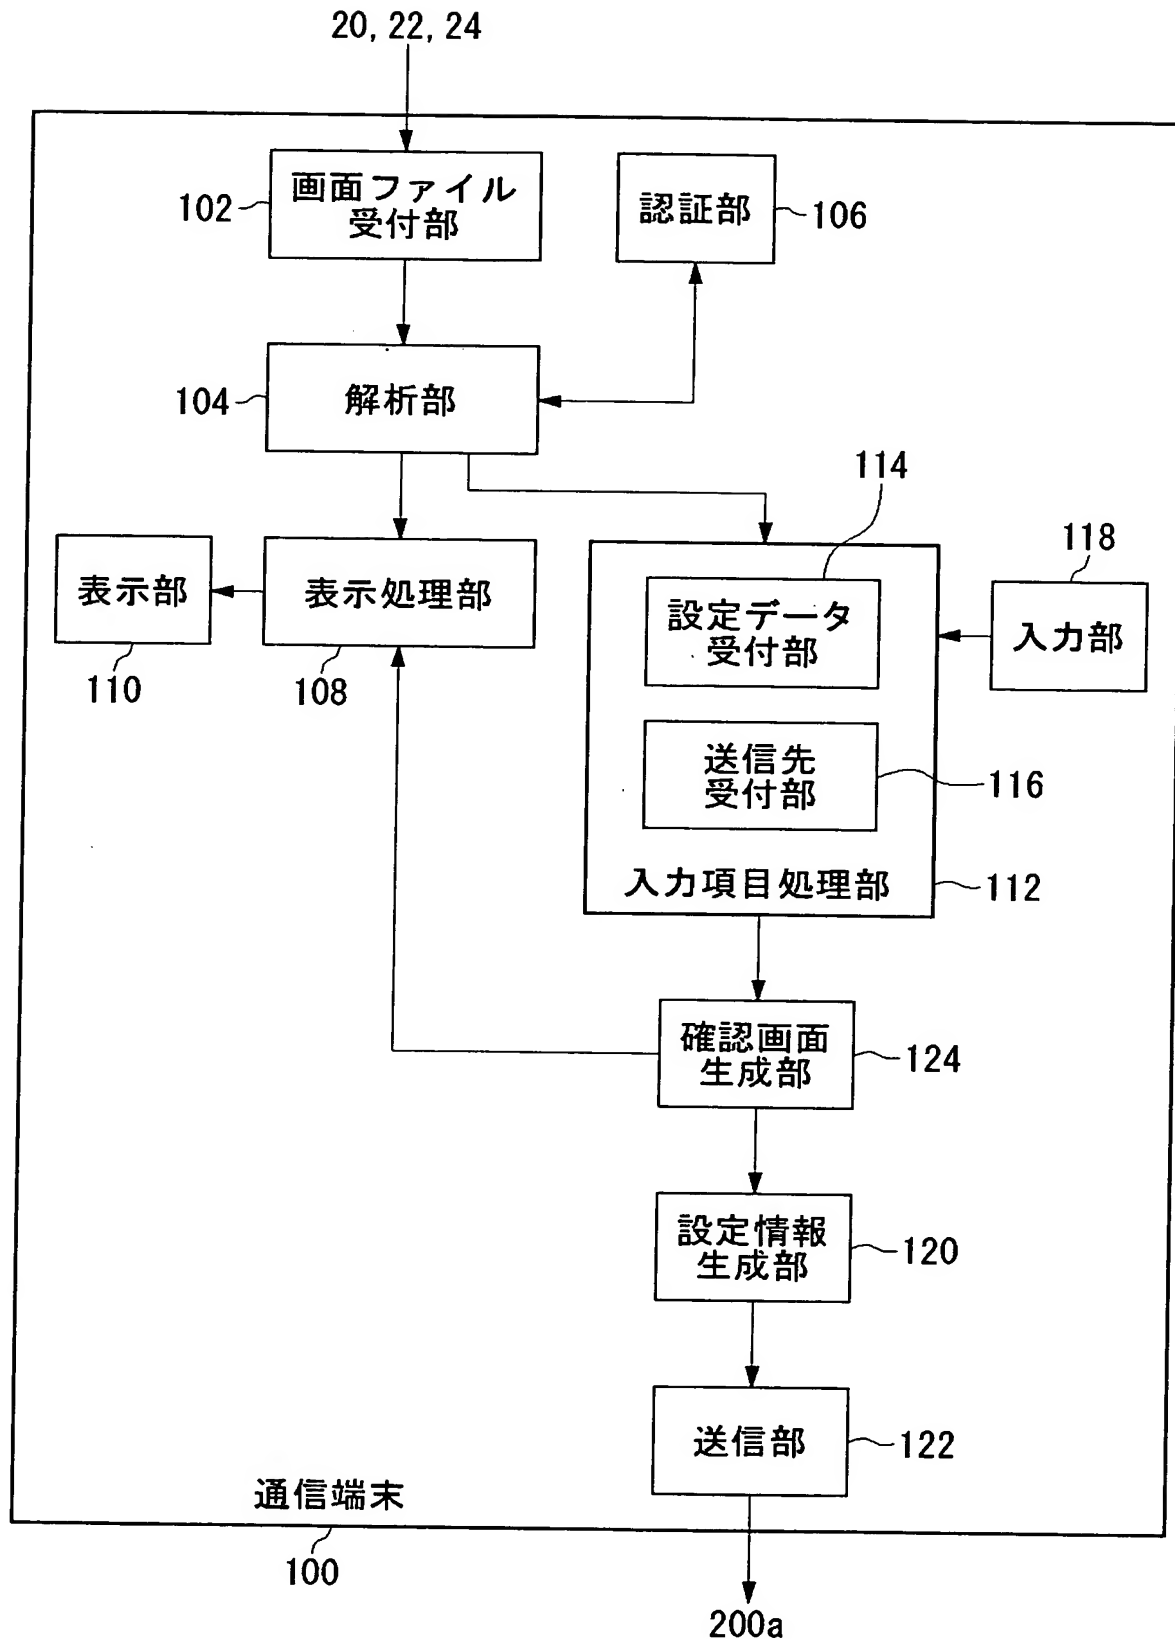 20, 22, 24
画面ファイル
受付部
102
認証部
106
解析部
104
114
表示部
110
表示処理部
108
設定データ
受付部
118
入力部
送信先
受付部
116
入力項目処理部
112
確認画面
生成部
124
設定情報
生成部
120
送信部
122
通信端末
100
200a